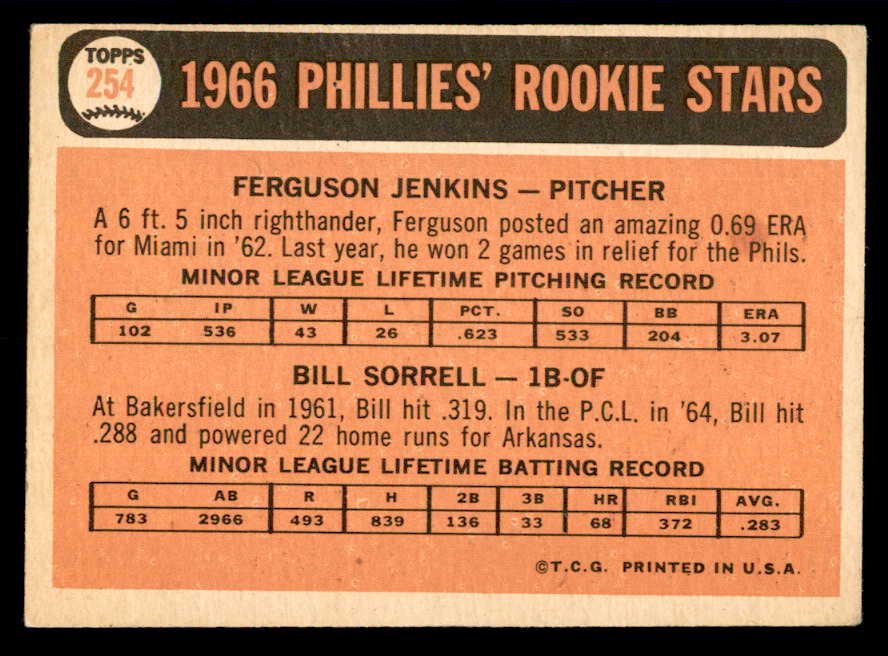 TOPPS
254
1966 PHILLIES' ROOKIE STARS
FERGUSON JENKINS — PITCHER
A 6 ft. 5 inch righthander, Ferguson posted an amazing 0.69 ERA
for Miami in '62. Last year, he won 2 games in relief for the Phils.
MINOR LEAGUE LIFETIME PITCHING RECORD
G IP W L PCT. SO BB ERA
102 536 43 26 .623 533 204 3.07
BILL SORRELL — 1B-OF
At Bakersfield in 1961, Bill hit .319. In the P.C.L. in '64, Bill hit
.288 and powered 22 home runs for Arkansas.
MINOR LEAGUE LIFETIME BATTING RECORD
G AB R H 2B 3B HR RBI AVG.
783 2966 493 839 136 33 68 372 .283
©T.C.G. PRINTED IN U.S.A.